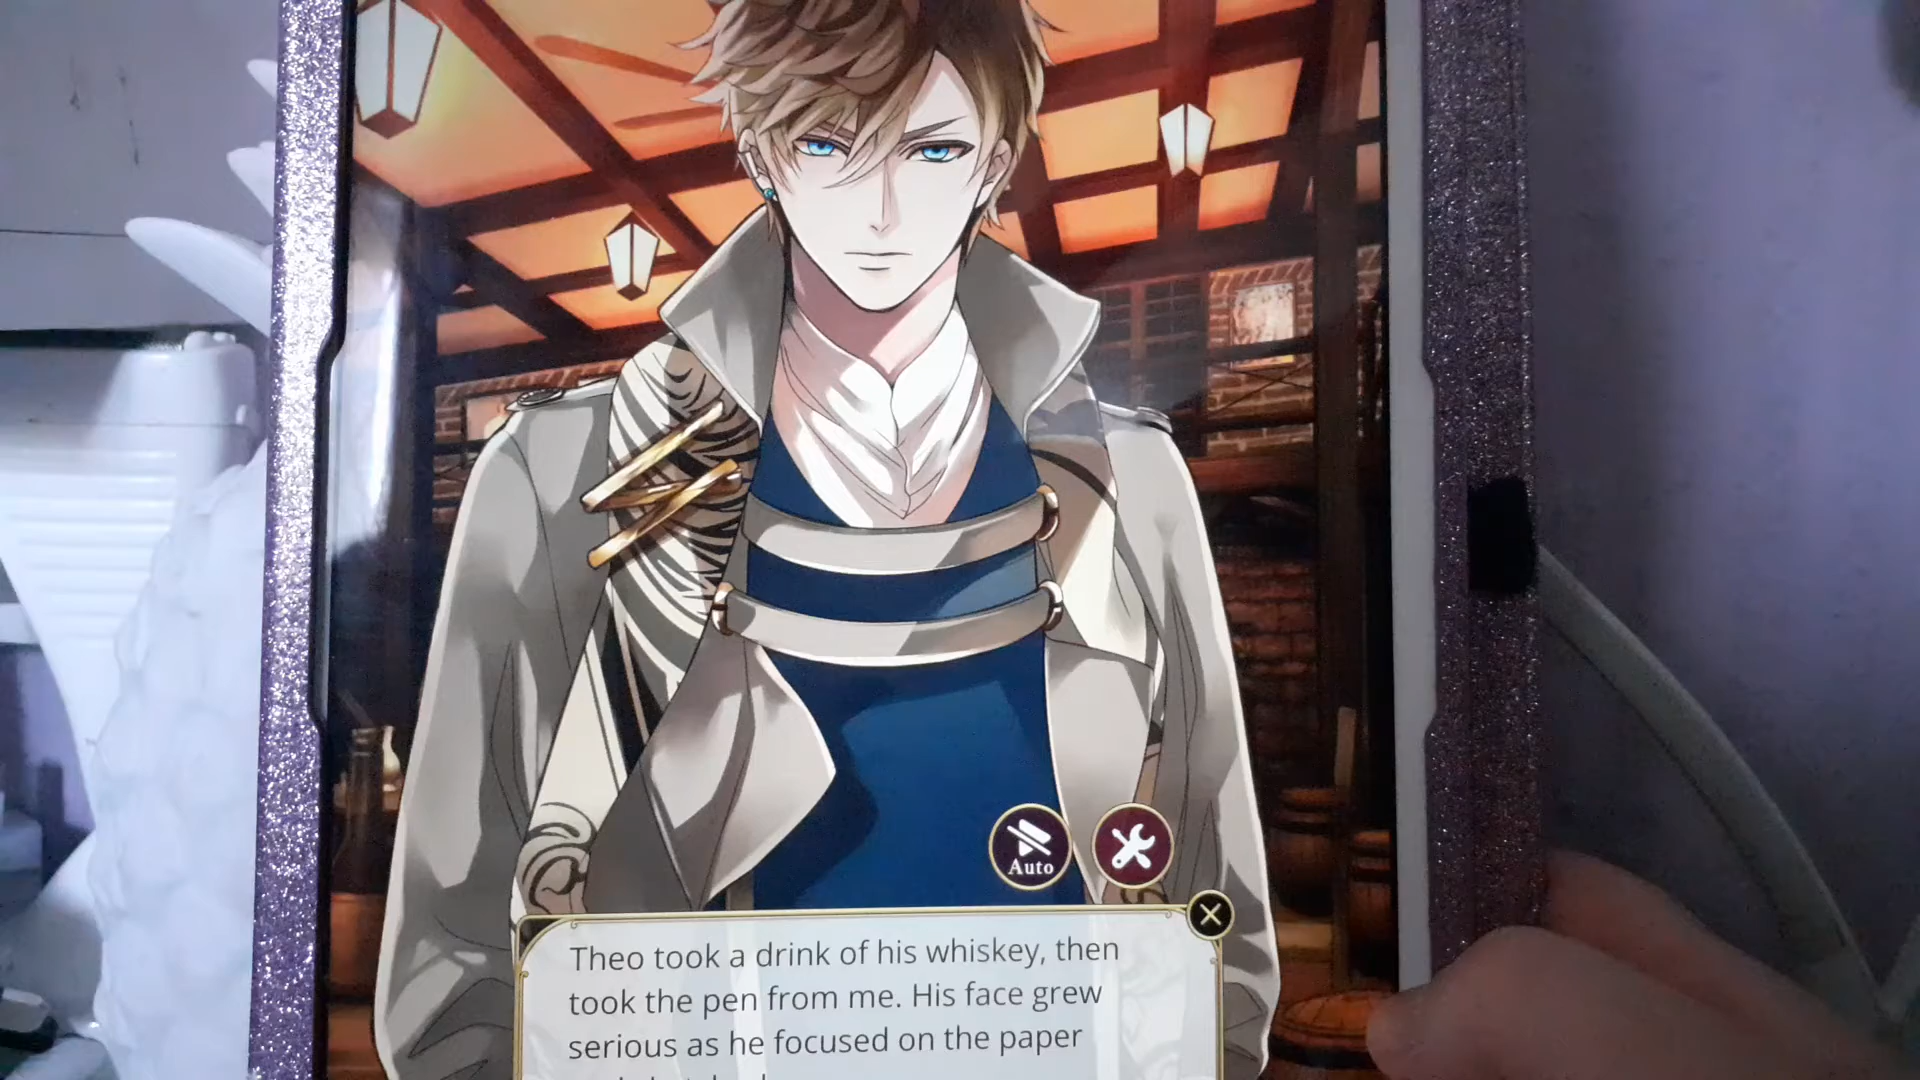 Auto
Theo took a drink of his whiskey, then
took the pen from me. His face grew
serious as he focused on the paper